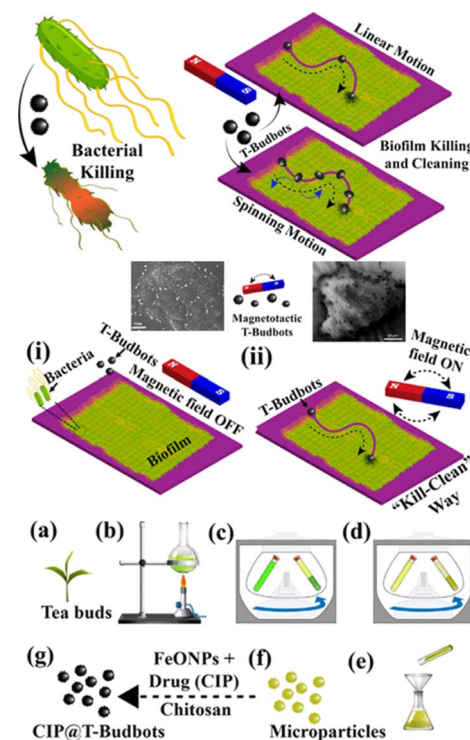 N S
Linear Motion
T-Budbots
Bacterial
Killing
Biofilm Killing
and Cleaning
Spinning Motion
Magnetotactic
T-Budbots
(i)
Bacteria
T-Budbots
N S
Magnetic field OFF
Biofilm
(ii)
Magnetic
field ON
N S
T-Budbots
"Kill-Clean"
Way
(a)
Tea buds
(b)
(c)
(d)
(g)
FeONPs +
Drug (CIP)
Chitosan
CIP@T-Budbots
(f)
Microparticles
(e)